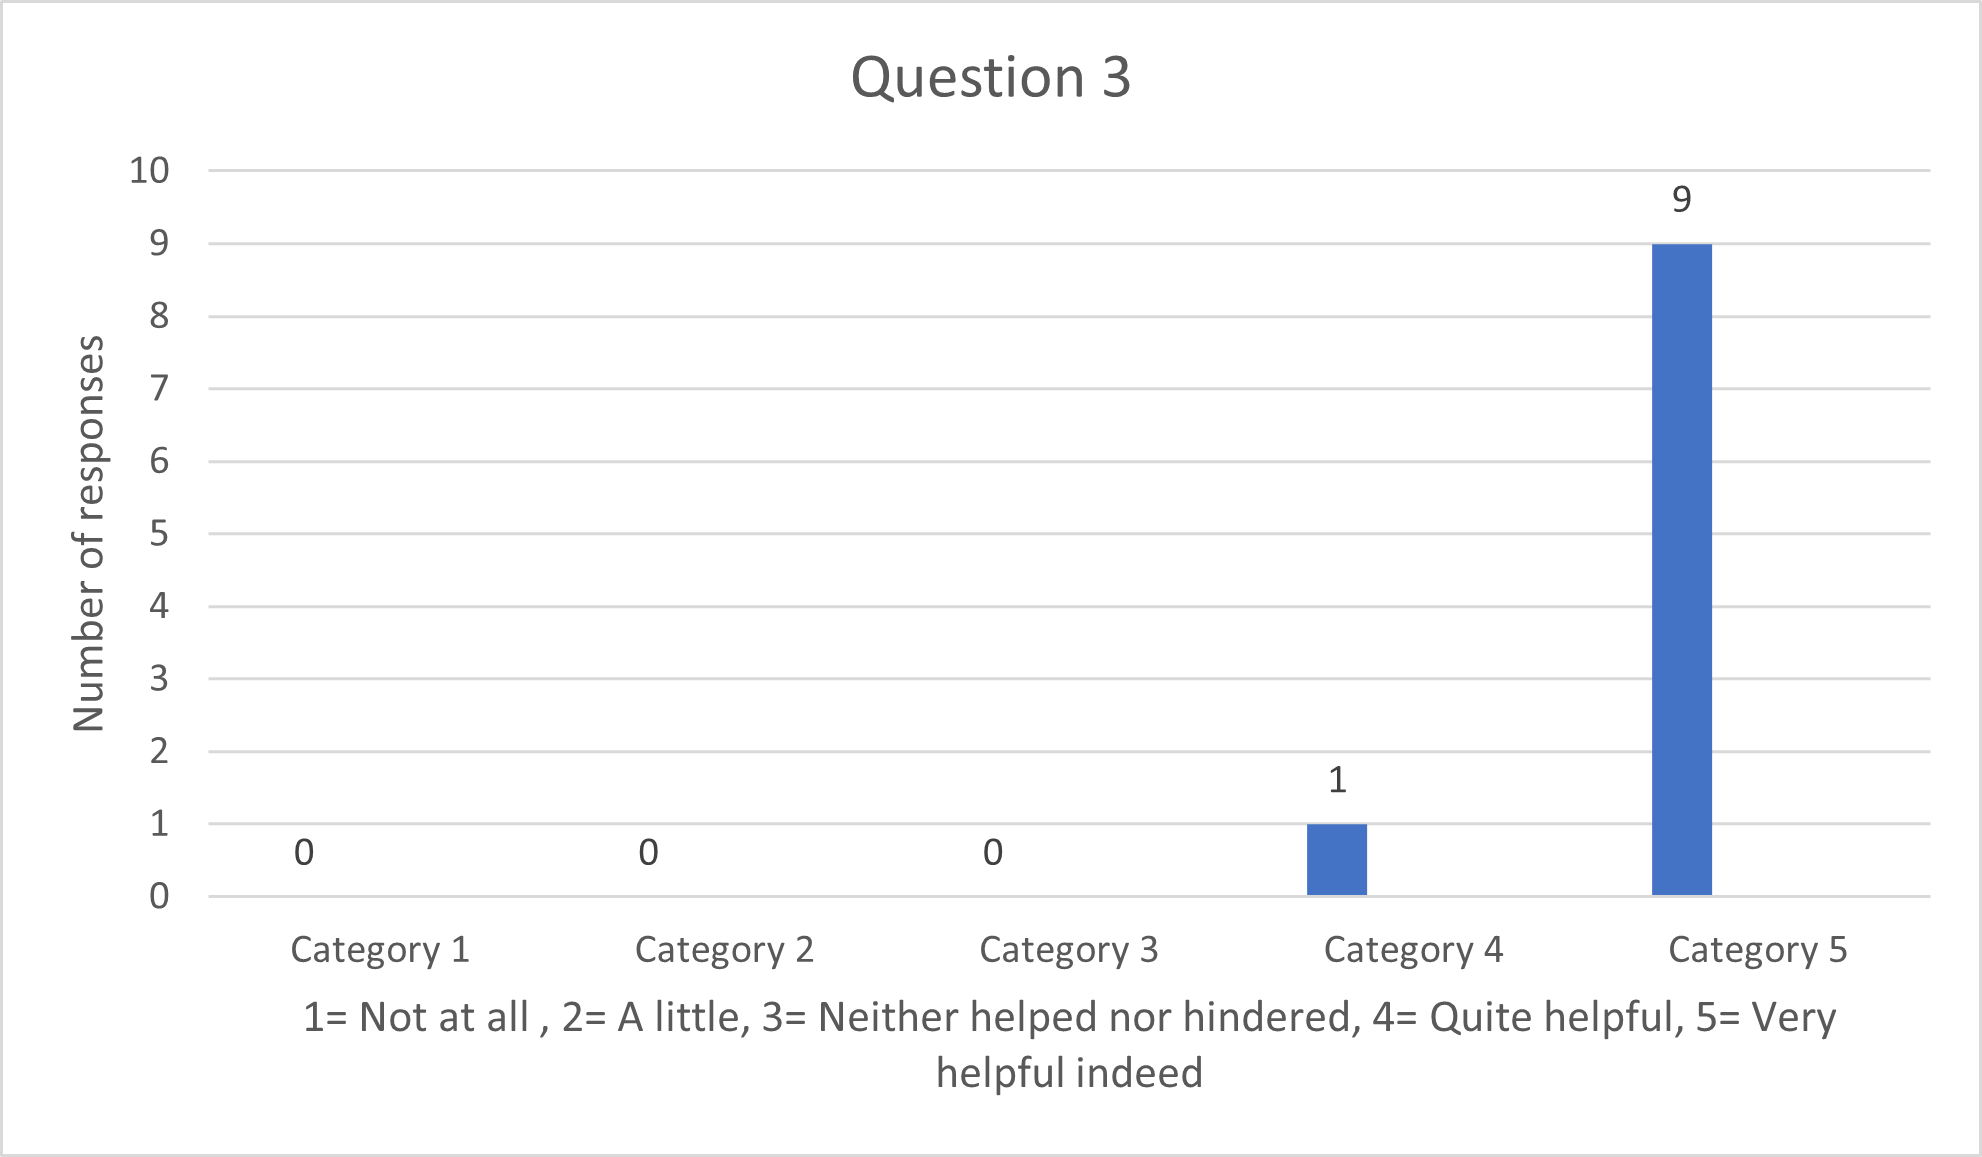 Question 3
Number of responses
10
9
8
7
6
5
4
3
2
1
0
0
0
0
1
9
Category 1
Category 2
Category 3
Category 4
Category 5
1= Not at all , 2= A little, 3= Neither helped nor hindered, 4= Quite helpful, 5= Very
helpful indeed